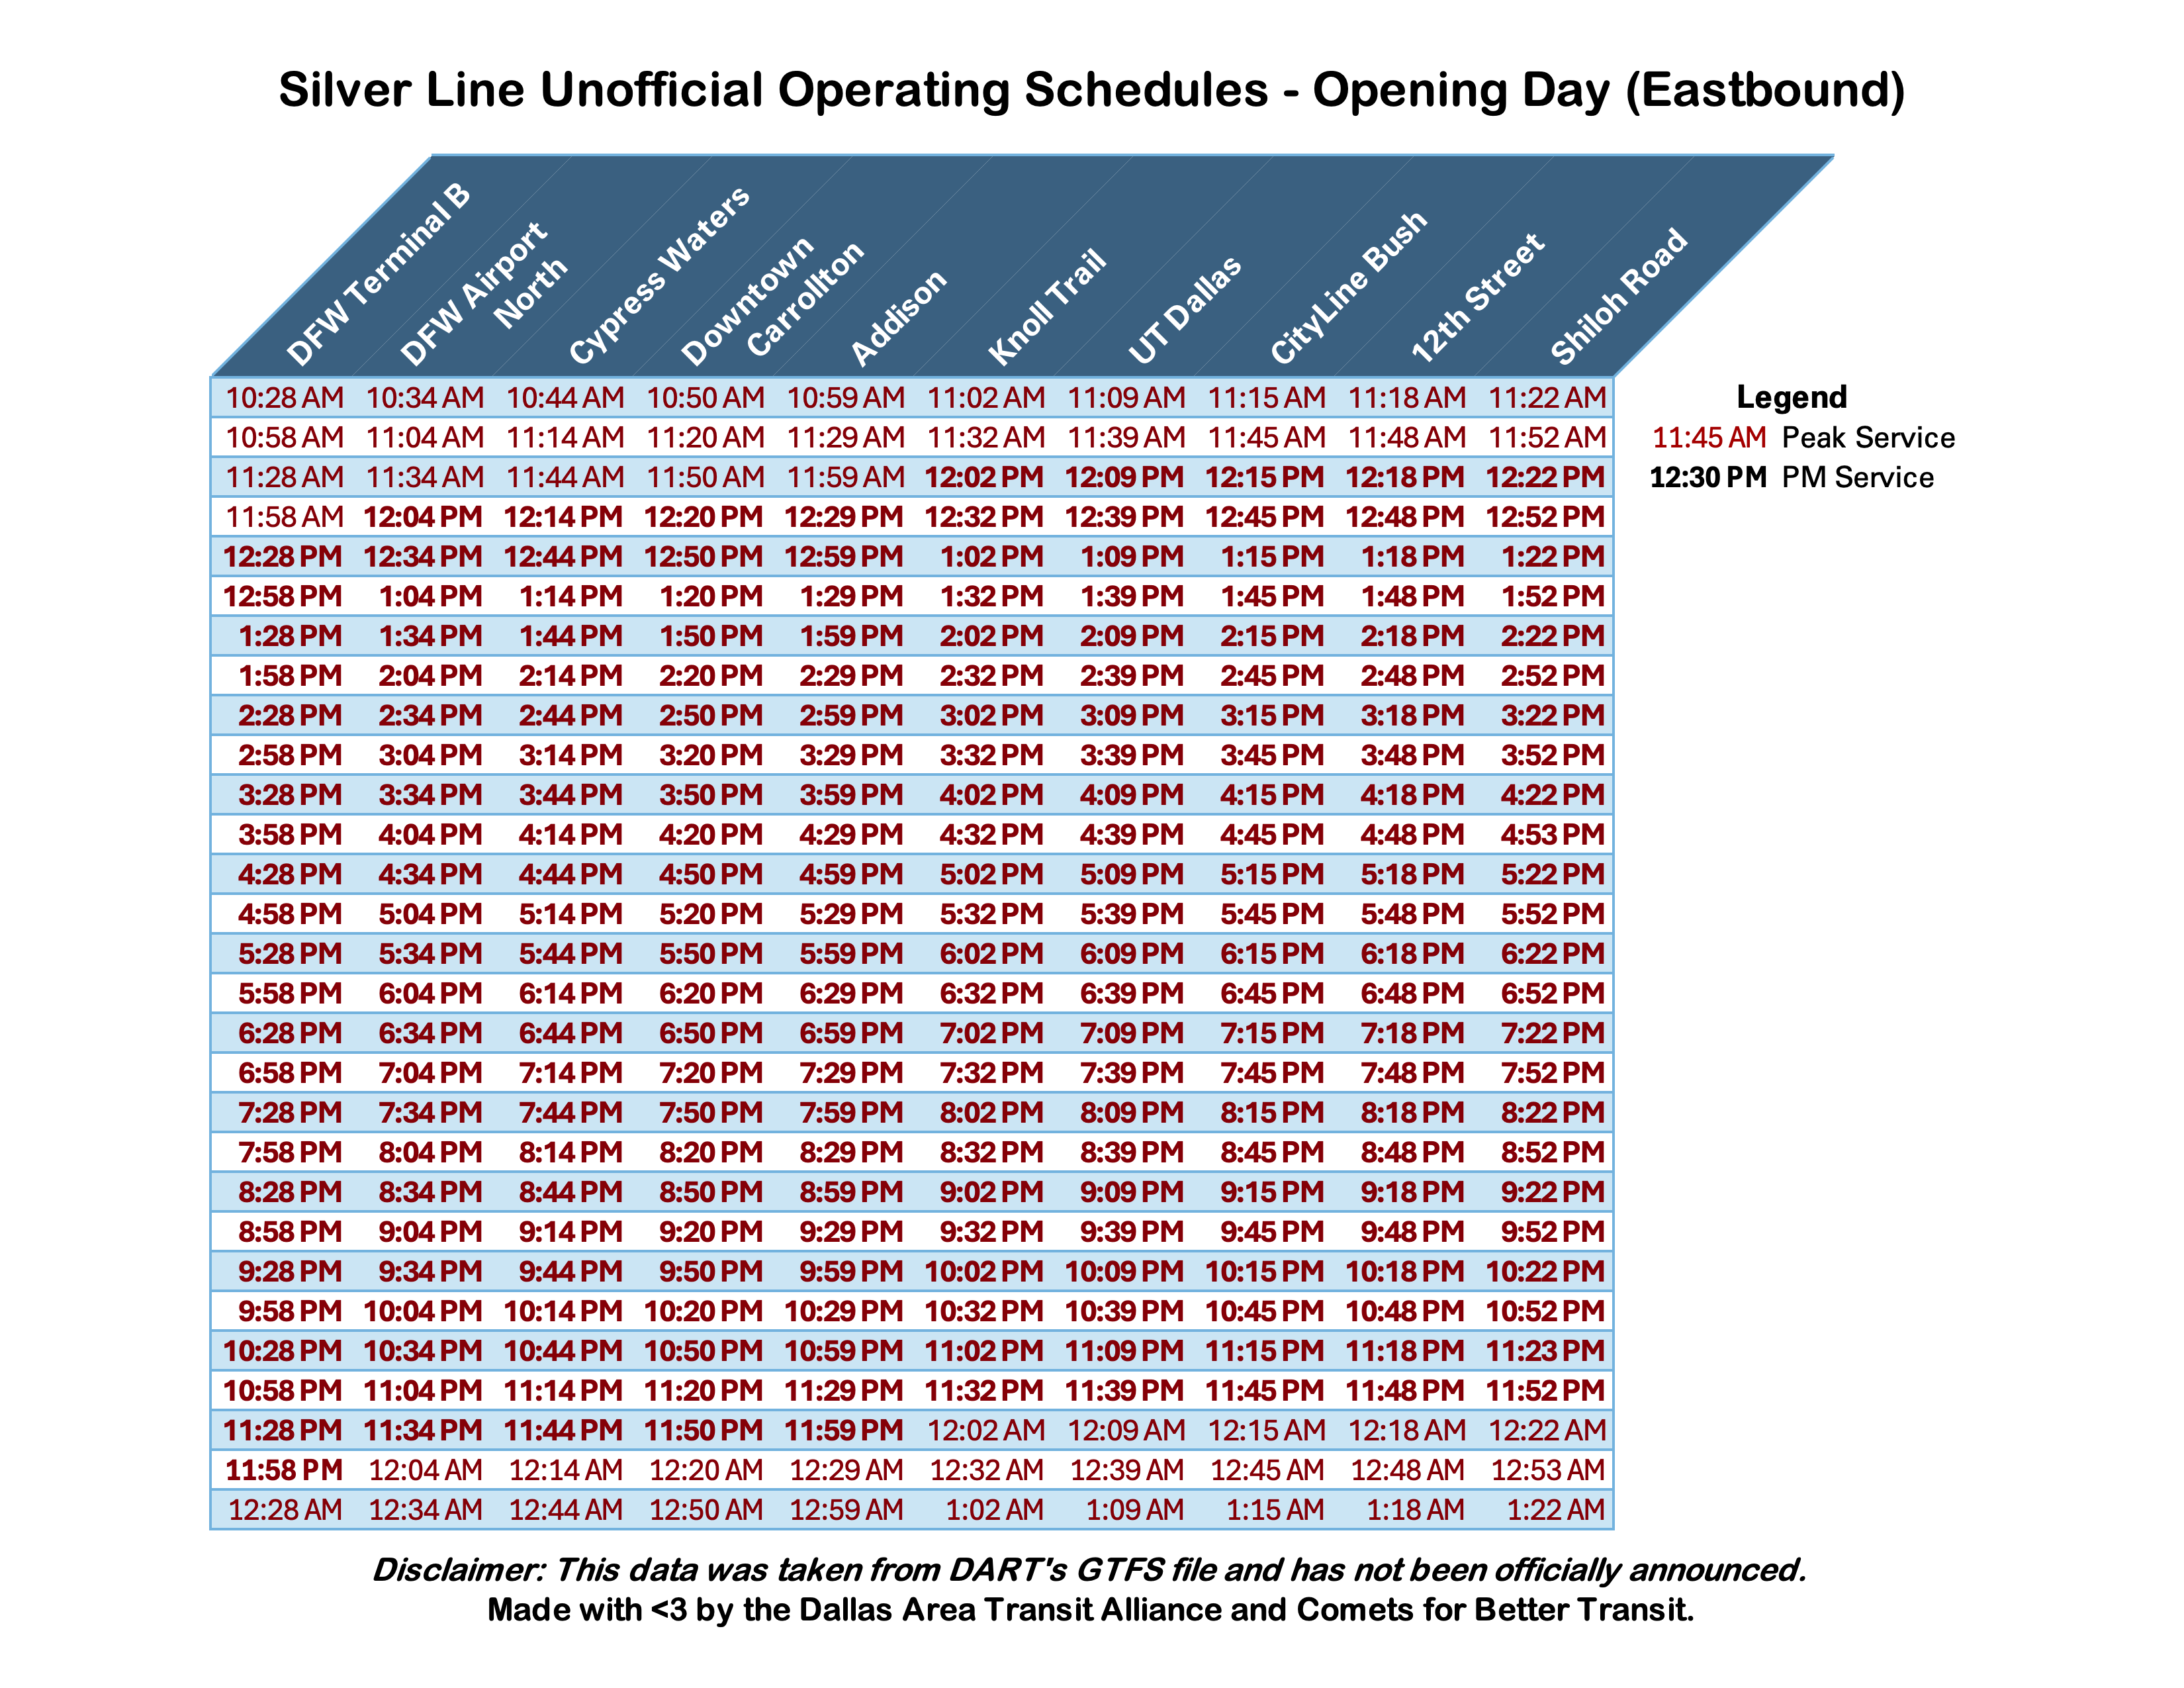 Silver Line Unofficial Operating Schedules - Opening Day (Eastbound)
DFW Terminal B
DFW Airport
North
Cypress Waters
Downtown
Carrollton
Addison
Knoll Trail
UT Dallas
CityLine Bush
12th Street
Shiloh Road
10:28 AM 10:34 AM 10:44 AM 10:50 AM 10:59 AM 11:02 AM 11:09 AM 11:15 AM 11:18 AM 11:22 AM
Legend
10:58 AM 11:04 AM 11:14 AM 11:20 AM 11:29 AM 11:32 AM 11:39 AM 11:45 AM 11:48 AM 11:52 AM
11:45 AM Peak Service
11:28 AM 11:34 AM 11:44 AM 11:50 AM 11:59 AM 12:02 PM 12:09 PM 12:15 PM 12:18 PM 12:22 PM
12:30 PM PM Service
11:58 AM 12:04 PM 12:14 PM 12:20 PM 12:29 PM 12:32 PM 12:39 PM 12:45 PM 12:48 PM 12:52 PM
12:28 PM 12:34 PM 12:44 PM 12:50 PM 12:59 PM 1:02 PM 1:09 PM 1:15 PM 1:18 PM 1:22 PM
12:58 PM 1:04 PM 1:14 PM 1:20 PM 1:29 PM 1:32 PM 1:39 PM 1:45 PM 1:48 PM 1:52 PM
1:28 PM 1:34 PM 1:44 PM 1:50 PM 1:59 PM 2:02 PM 2:09 PM 2:15 PM 2:18 PM 2:22 PM
1:58 PM 2:04 PM 2:14 PM 2:20 PM 2:29 PM 2:32 PM 2:39 PM 2:45 PM 2:48 PM 2:52 PM
2:28 PM 2:34 PM 2:44 PM 2:50 PM 2:59 PM 3:02 PM 3:09 PM 3:15 PM 3:18 PM 3:22 PM
2:58 PM 3:04 PM 3:14 PM 3:20 PM 3:29 PM 3:32 PM 3:39 PM 3:45 PM 3:48 PM 3:52 PM
3:28 PM 3:34 PM 3:44 PM 3:50 PM 3:59 PM 4:02 PM 4:09 PM 4:15 PM 4:18 PM 4:22 PM
3:58 PM 4:04 PM 4:14 PM 4:20 PM 4:29 PM 4:32 PM 4:39 PM 4:45 PM 4:48 PM 4:53 PM
4:28 PM 4:34 PM 4:44 PM 4:50 PM 4:59 PM 5:02 PM 5:09 PM 5:15 PM 5:18 PM 5:22 PM
4:58 PM 5:04 PM 5:14 PM 5:20 PM 5:29 PM 5:32 PM 5:39 PM 5:45 PM 5:48 PM 5:52 PM
5:28 PM 5:34 PM 5:44 PM 5:50 PM 5:59 PM 6:02 PM 6:09 PM 6:15 PM 6:18 PM 6:22 PM
5:58 PM 6:04 PM 6:14 PM 6:20 PM 6:29 PM 6:32 PM 6:39 PM 6:45 PM 6:48 PM 6:52 PM
6:28 PM 6:34 PM 6:44 PM 6:50 PM 6:59 PM 7:02 PM 7:09 PM 7:15 PM 7:18 PM 7:22 PM
6:58 PM 7:04 PM 7:14 PM 7:20 PM 7:29 PM 7:32 PM 7:39 PM 7:45 PM 7:48 PM 7:52 PM
7:28 PM 7:34 PM 7:44 PM 7:50 PM 7:59 PM 8:02 PM 8:09 PM 8:15 PM 8:18 PM 8:22 PM
7:58 PM 8:04 PM 8:14 PM 8:20 PM 8:29 PM 8:32 PM 8:39 PM 8:45 PM 8:48 PM 8:52 PM
8:28 PM 8:34 PM 8:44 PM 8:50 PM 8:59 PM 9:02 PM 9:09 PM 9:15 PM 9:18 PM 9:22 PM
8:58 PM 9:04 PM 9:14 PM 9:20 PM 9:29 PM 9:32 PM 9:39 PM 9:45 PM 9:48 PM 9:52 PM
9:28 PM 9:34 PM 9:44 PM 9:50 PM 9:59 PM 10:02 PM 10:09 PM 10:15 PM 10:18 PM 10:22 PM
9:58 PM 10:04 PM 10:14 PM 10:20 PM 10:29 PM 10:32 PM 10:39 PM 10:45 PM 10:48 PM 10:52 PM
10:28 PM 10:34 PM 10:44 PM 10:50 PM 10:59 PM 11:02 PM 11:09 PM 11:15 PM 11:18 PM 11:23 PM
10:58 PM 11:04 PM 11:14 PM 11:20 PM 11:29 PM 11:32 PM 11:39 PM 11:45 PM 11:48 PM 11:52 PM
11:28 PM 11:34 PM 11:44 PM 11:50 PM 11:59 PM 12:02 AM 12:09 AM 12:15 AM 12:18 AM 12:22 AM
11:58 PM 12:04 AM 12:14 AM 12:20 AM 12:29 AM 12:32 AM 12:39 AM 12:45 AM 12:48 AM 12:53 AM
12:28 AM 12:34 AM 12:44 AM 12:50 AM 12:59 AM 1:02 AM 1:09 AM 1:15 AM 1:18 AM 1:22 AM
Disclaimer: This data was taken from DART's GTFS file and has not been officially announced.
Made with <3 by the Dallas Area Transit Alliance and Comets for Better Transit.